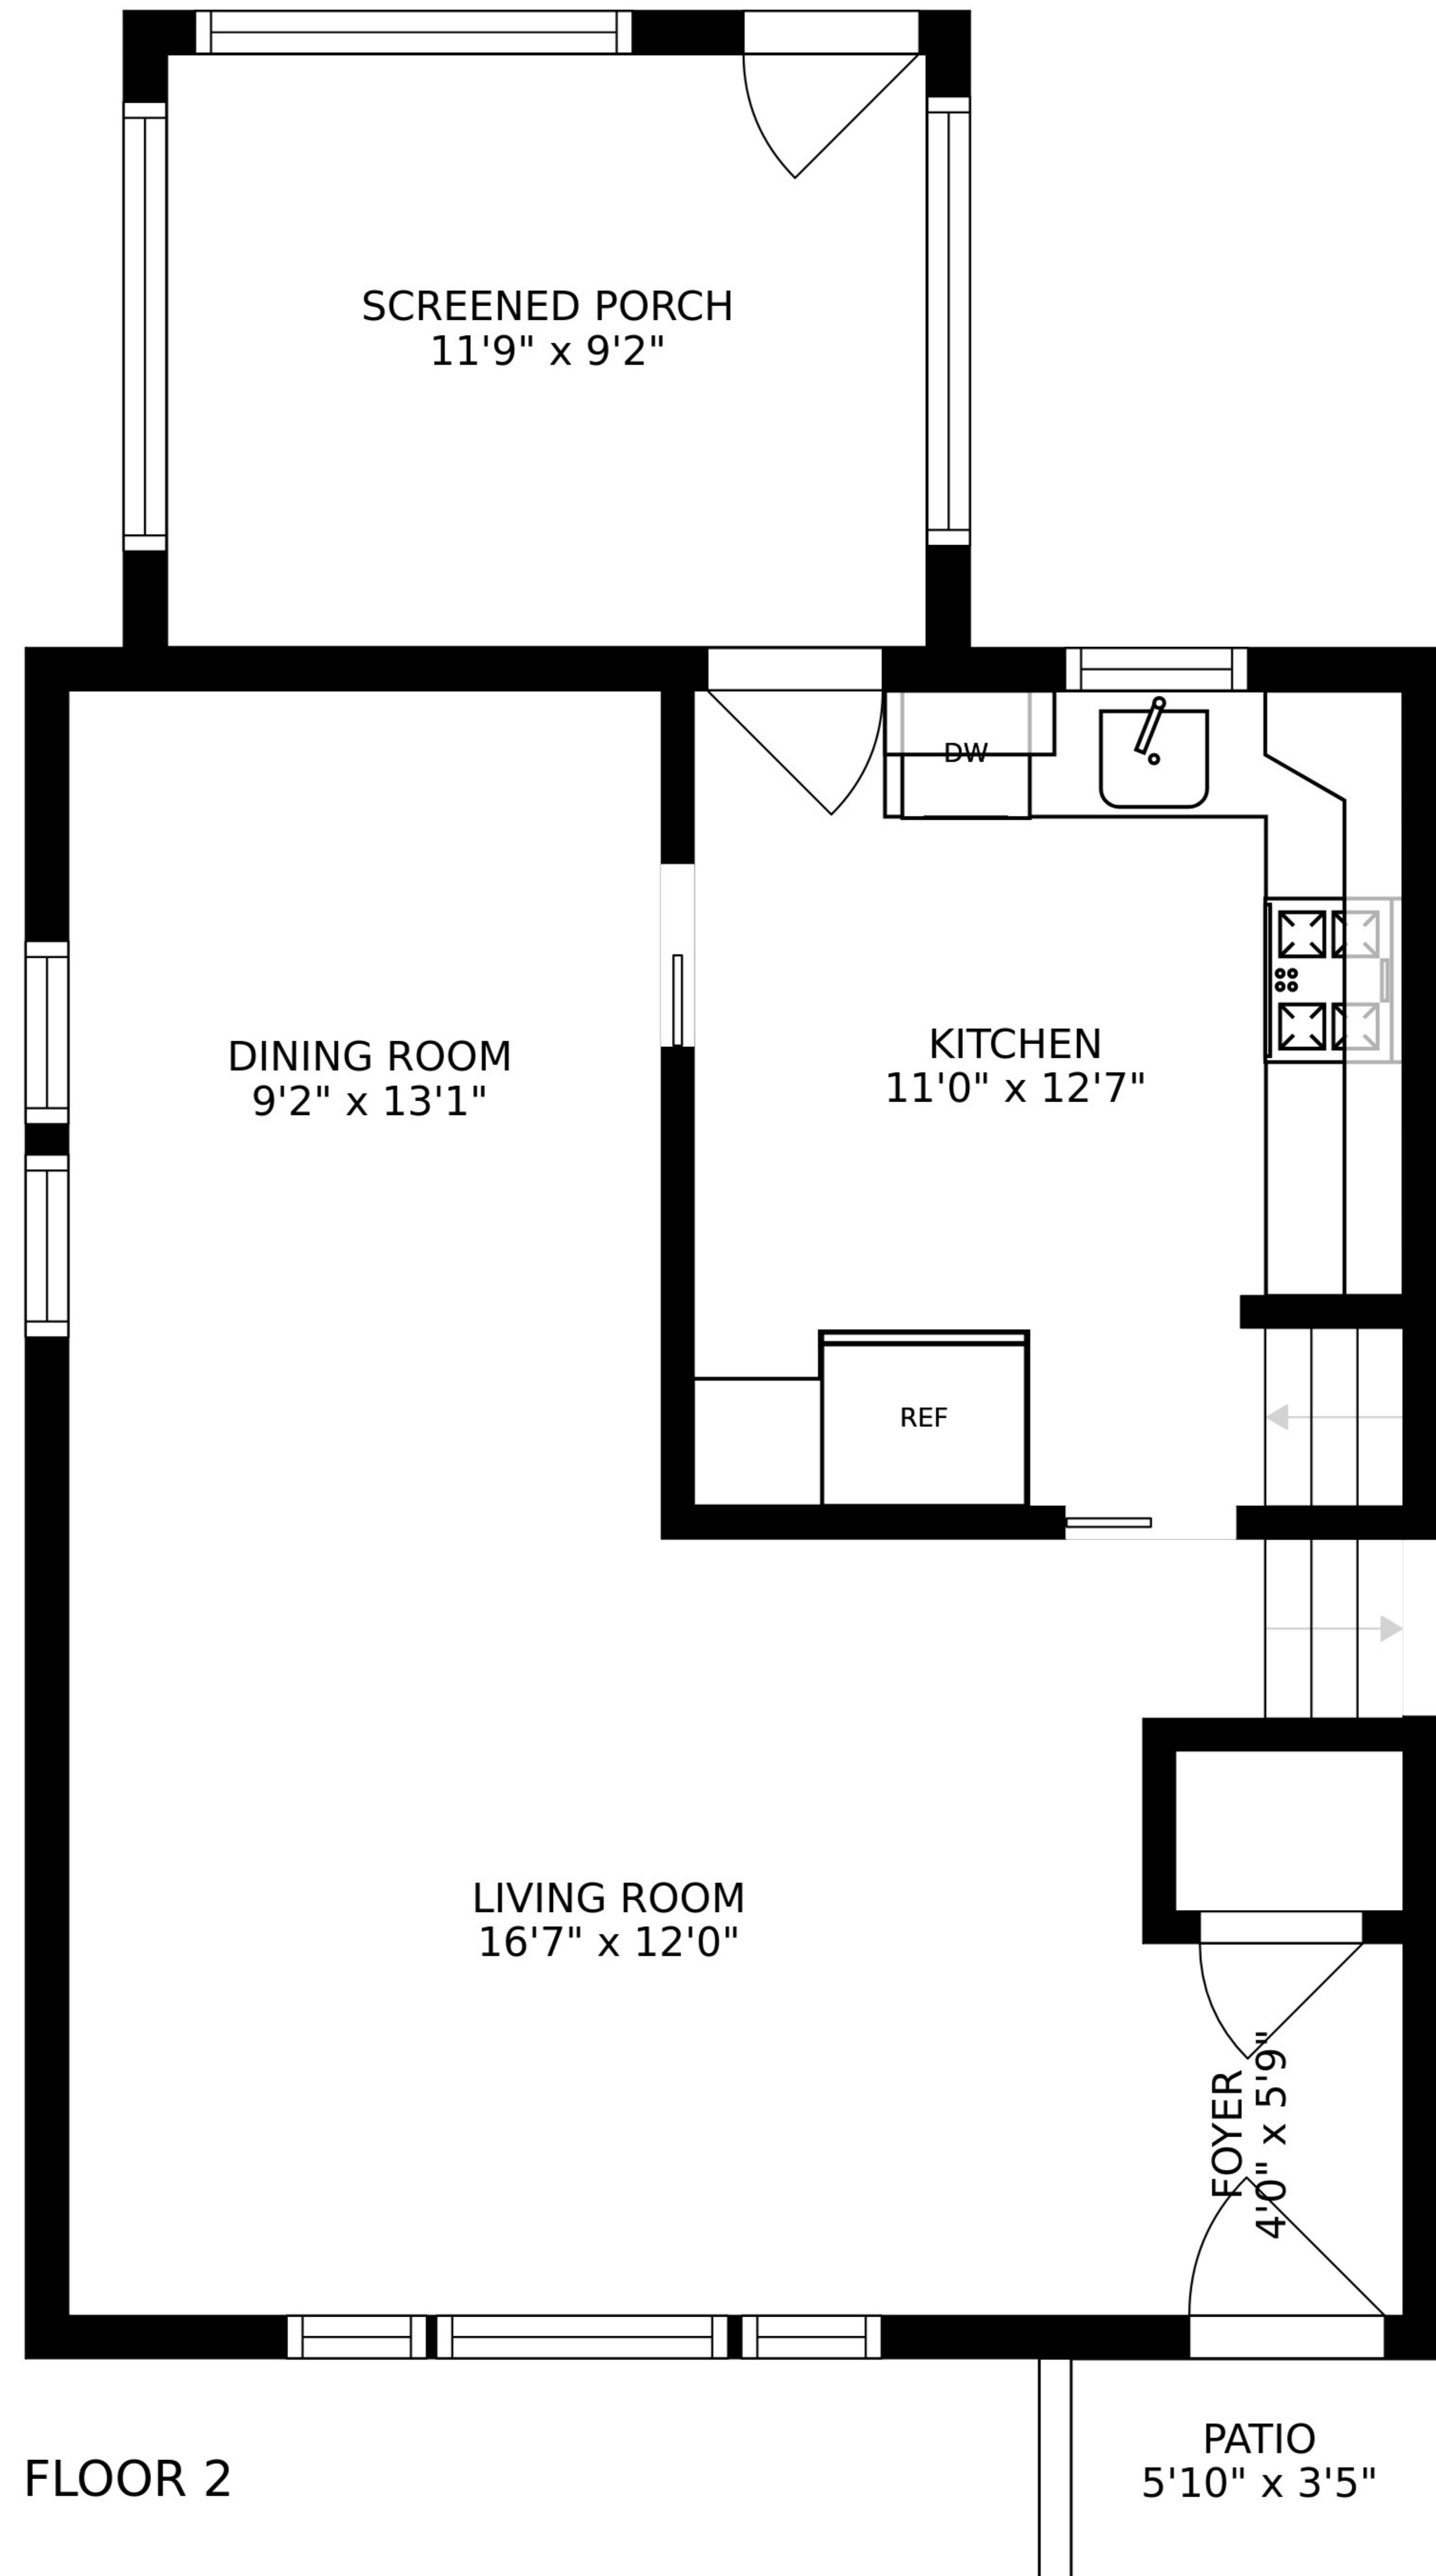 SCREENED PORCH
11'9" x 9'2"
DW
DINING ROOM
9'2" x 13'1"
KITCHEN
11'0" x 12'7"
REF
LIVING ROOM
16'7" x 12'0"
FOYER
4'0" x 5'9"
PATIO
5'10" x 3'5"
FLOOR 2